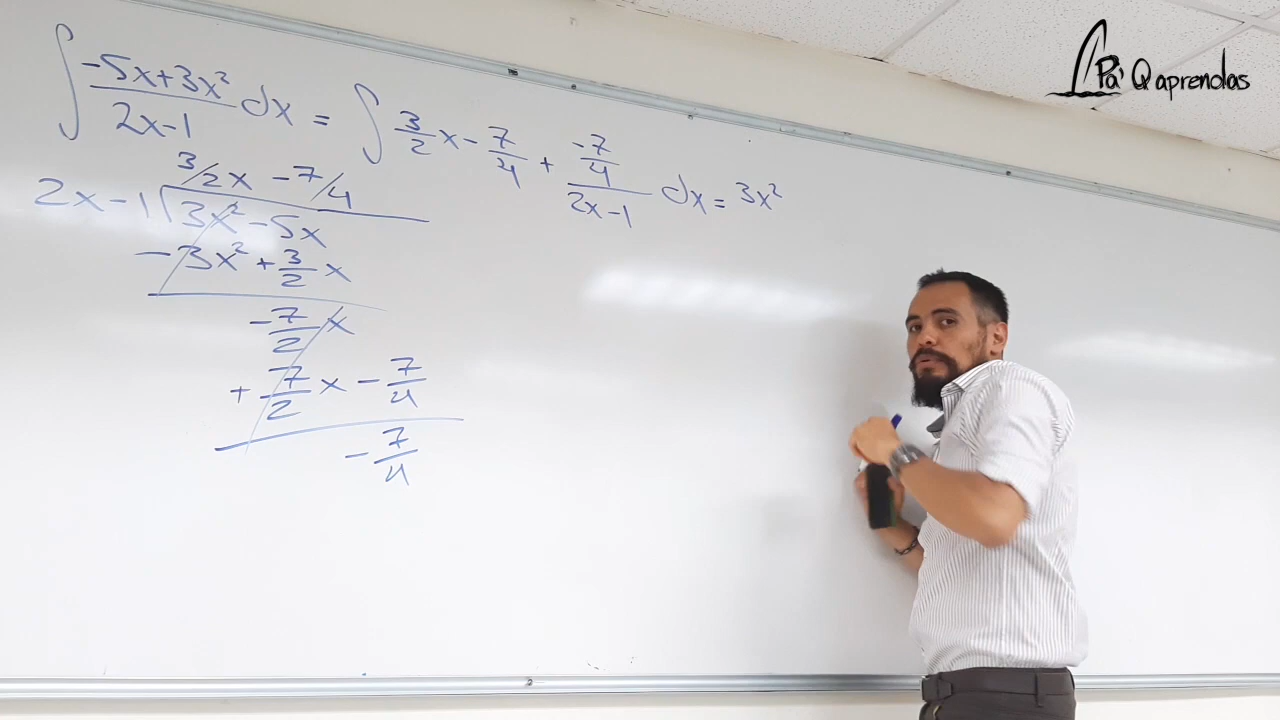 Pa' Q aprendas
∫ (-5x+3x²)/(2x-1) dx = ∫ 3/2 x - 7/4 + (-7/4)/(2x-1) dx = 3x²
3/2x - 7/4
2x-1 3x² - 5x
-3x² + 3/2 x
-7/2 x
+ 7/2 x - 7/4
- 7/4